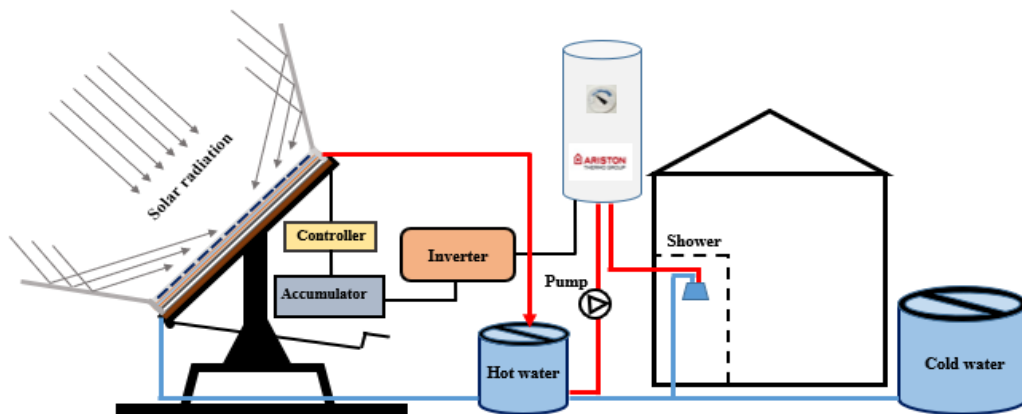 Solar radiation
Controller
Accumulator
Inverter
ARISTON
THERMO GROUP
Pump
Shower
Hot water
Cold water